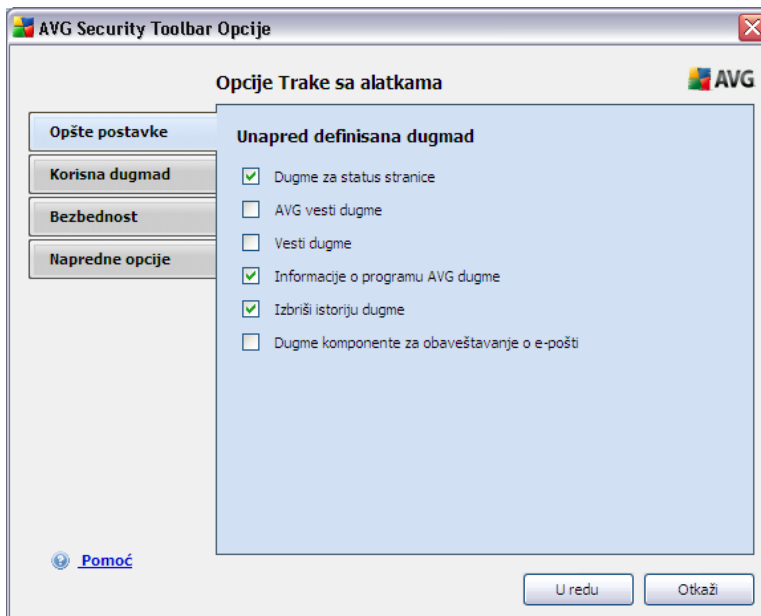 AVG Security Toolbar Opcije
Opcije Trake sa alatkama
AVG
Opšte postavke
Korisna dugmad
Bezbednost
Napredne opcije
Unapred definisana dugmad
Dugme za status stranice
AVG vesti dugme
Vesti dugme
Informacije o programu AVG dugme
Izbriši istoriju dugme
Dugme komponente za obaveštavanje o e-pošti
Pomoć
U redu
Otkaži